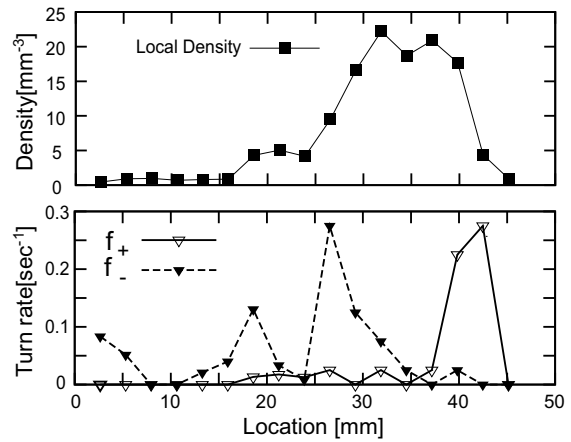 25
20
15
10
5
0
Density[mm-3]
Local Density
0.3
0.2
0.1
0
Turn rate[sec-1]
f+
f-
0 10 20 30 40 50
Location [mm]